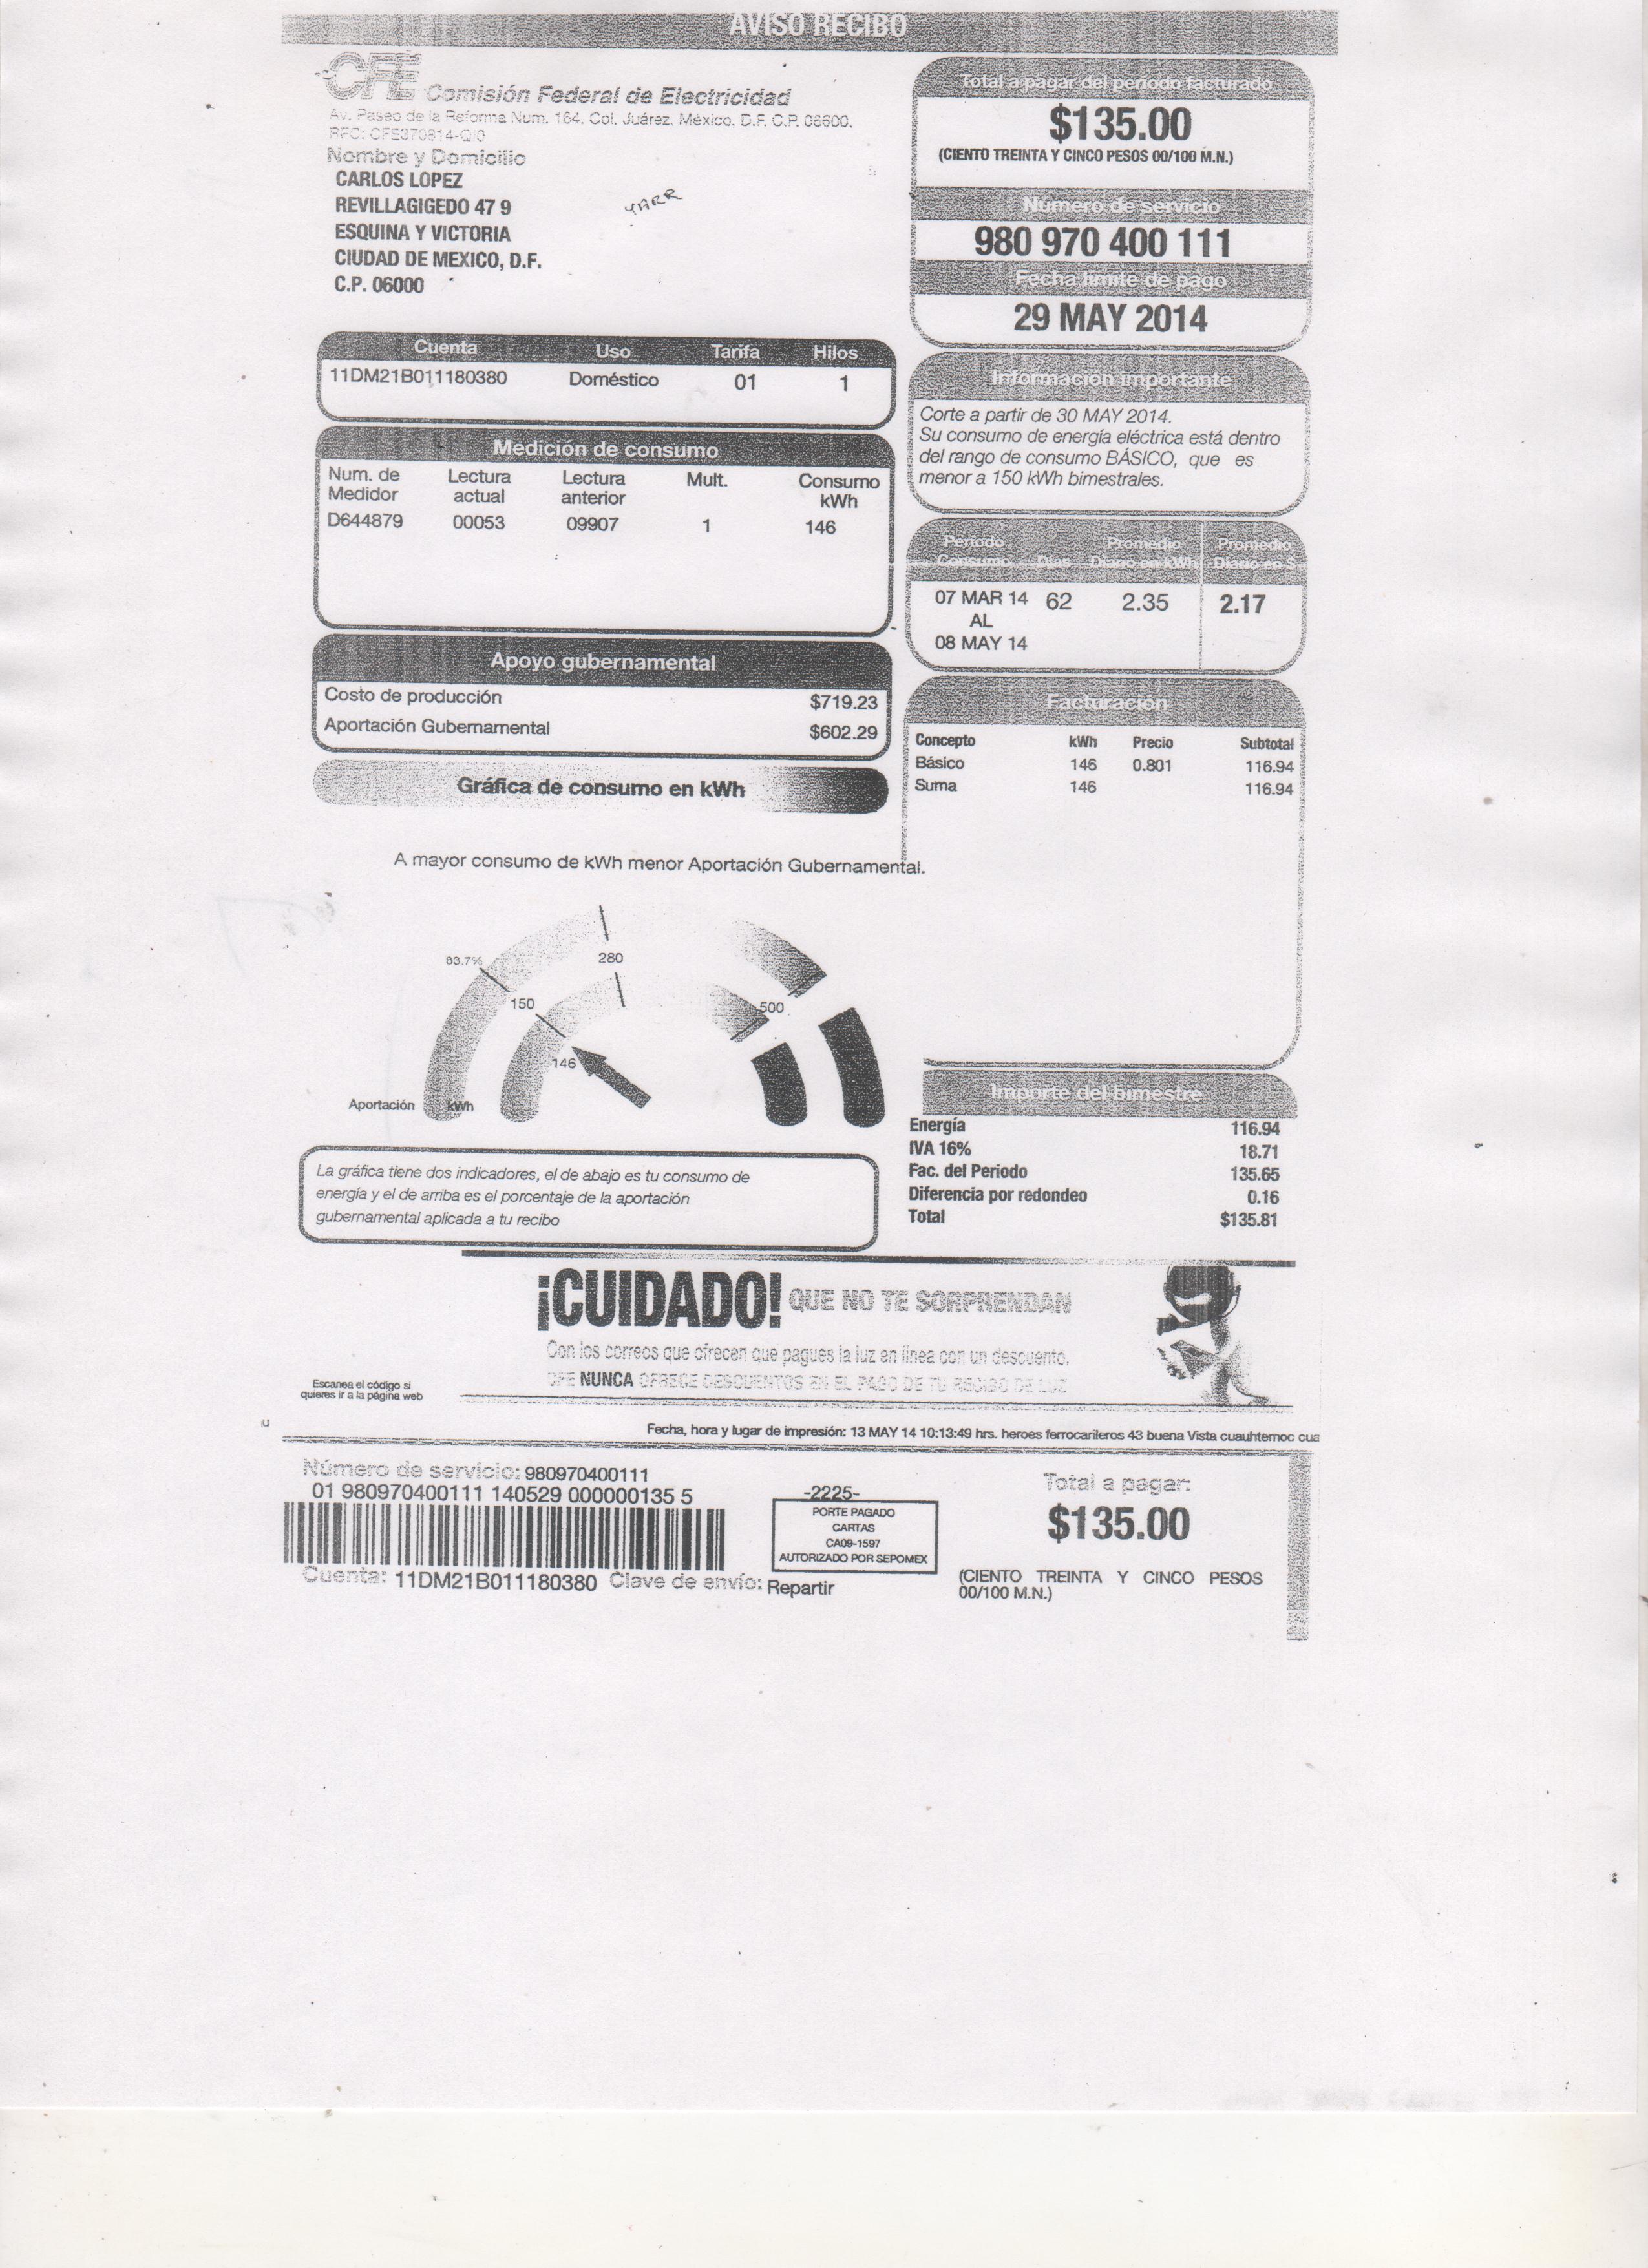 AVISO RECIBO
CFE Comisión Federal de Electricidad
Av. Paseo de la Reforma Num. 164, Col. Juárez, México, D.F. C.P. 06600.
Nombre y Domicilio
CARLOS LOPEZ
REVILLAGIGEDO 47 9
ESQUINA Y VICTORIA
CIUDAD DE MEXICO, D.F.
C.P. 06000
YARR
Total a pagar del periodo facturado
$135.00
(CIENTO TREINTA Y CINCO PESOS 00/100 M.N.)
Número de servicio
980 970 400 111
Fecha límite de pago
29 MAY 2014
Cuenta Uso Tarifa Hilos
11DM21B011180380 Doméstico 01 1
Información importante
Corte a partir de 30 MAY 2014.
Su consumo de energía eléctrica está dentro
del rango de consumo BÁSICO, que es
menor a 150 kWh bimestrales.
Medición de consumo
Num. de Medidor Lectura actual Lectura anterior Mult. Consumo kWh
D644879 00053 09907 1 146
Periodo Consumo Días Promedio Diario en kWh Promedio Diario en $
07 MAR 14 62 2.35 2.17
AL
08 MAY 14
Apoyo gubernamental
Costo de producción $719.23
Aportación Gubernamental $602.29
Facturación
Concepto kWh Precio Subtotal
Básico 146 0.801 116.94
Suma 146 116.94
Gráfica de consumo en kWh
A mayor consumo de kWh menor Aportación Gubernamental.
83.7%
280
150
500
146
Aportación kWh
La gráfica tiene dos indicadores, el de abajo es tu consumo de
energía y el de arriba es el porcentaje de la aportación
gubernamental aplicada a tu recibo
Importe del bimestre
Energía 116.94
IVA 16% 18.71
Fac. del Periodo 135.65
Diferencia por redondeo 0.16
Total $135.81
¡CUIDADO! QUE NO TE SORPRENDAN
Con los correos que ofrecen que pagues la luz en línea con un descuento.
CFE NUNCA OFRECE DESCUENTOS EN EL PAGO DE TU RECIBO DE LUZ
Escanea el código si
quieres ir a la página web
Fecha, hora y lugar de impresión: 13 MAY 14 10:13:49 hrs. heroes ferrocarileros 43 buena Vista cuauhtemoc cua
Número de servicio: 980970400111
01 980970400111 140529 000000135 5
-2225-
PORTE PAGADO
CARTAS
CA09-1597
AUTORIZADO POR SEPOMEX
Total a pagar:
$135.00
(CIENTO TREINTA Y CINCO PESOS
00/100 M.N.)
Cuenta: 11DM21B011180380 Clave de envío: Repartir